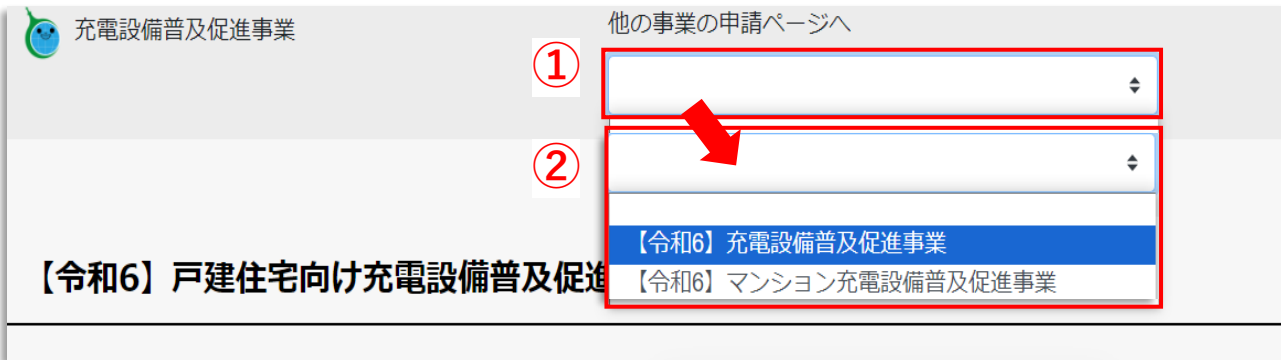 充電設備普及促進事業
他の事業の申請ページへ
①
②
【令和6】充電設備普及促進事業
【令和6】マンション充電設備普及促進事業
【令和6】戸建住宅向け充電設備普及促進